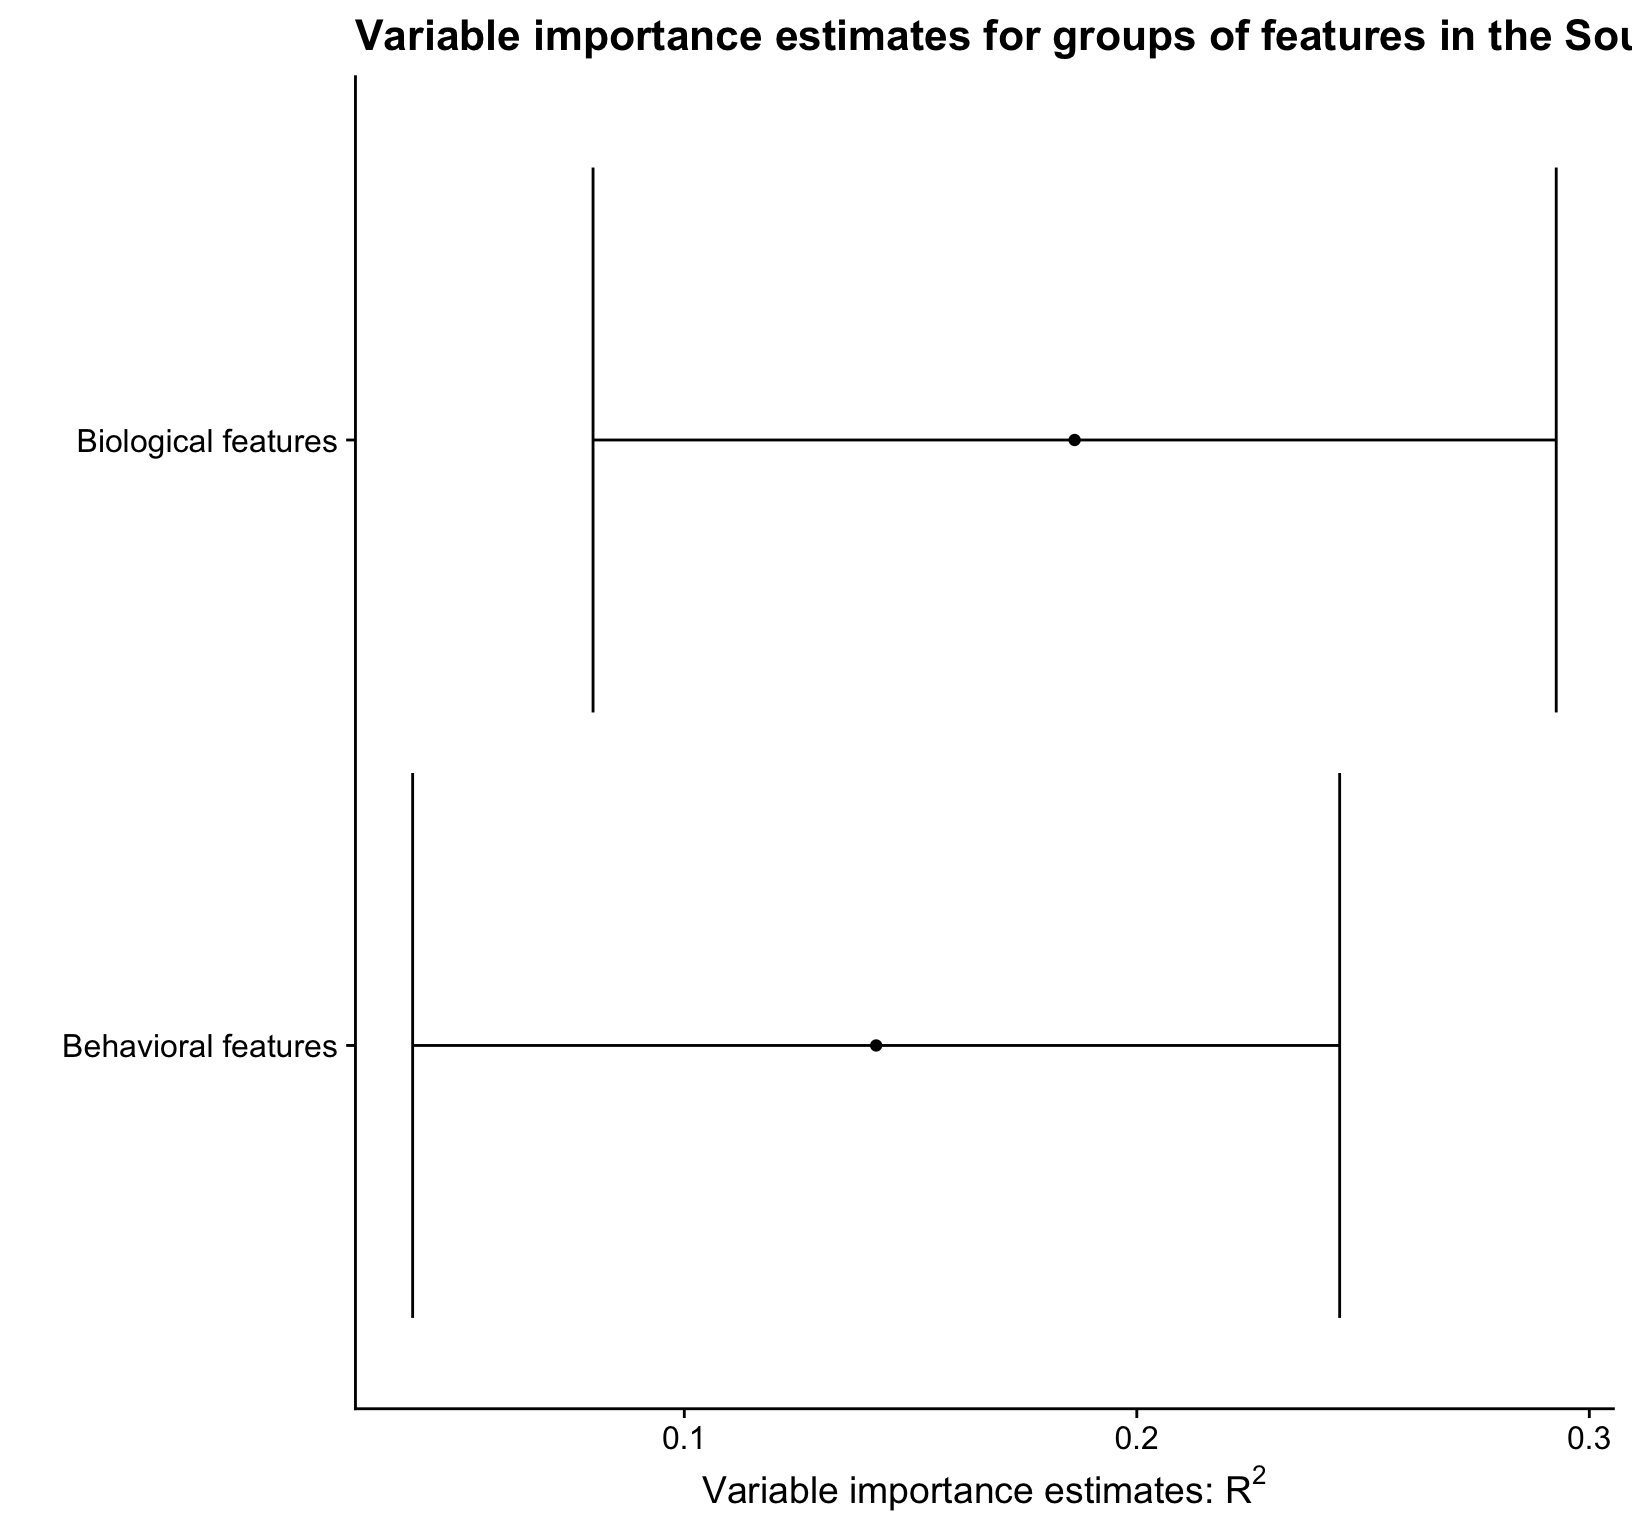 Variable importance estimates for groups of features in the Sou
Biological features
Behavioral features
0.1 0.2 0.3
Variable importance estimates: R²